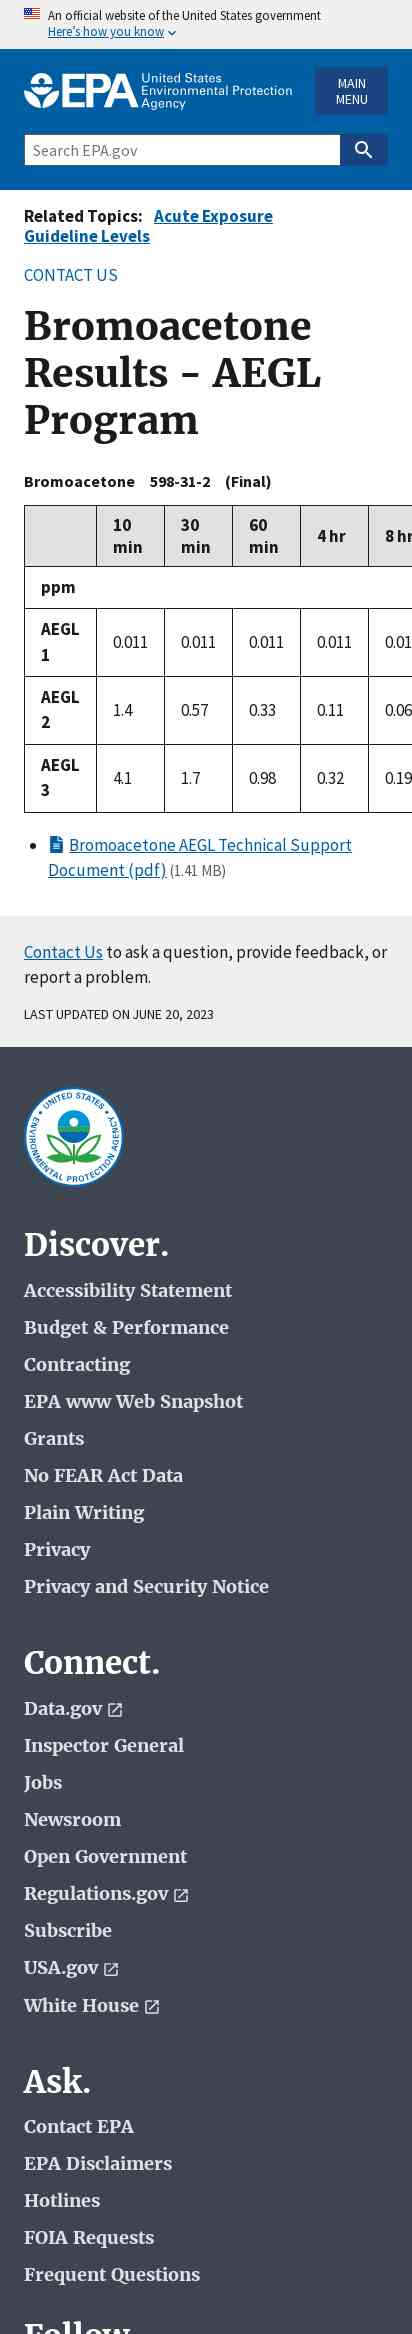 An official website of the United States government
Here's how you know
EPA United States
Environmental Protection
Agency
MAIN
MENU
Search EPA.gov
Related Topics: Acute Exposure
Guideline Levels
CONTACT US
Bromoacetone
Results - AEGL
Program
Bromoacetone 598-31-2 (Final)
10 min 30 min 60 min 4 hr 8 hr
ppm
AEGL 1 0.011 0.011 0.011 0.011 0.01
AEGL 2 1.4 0.57 0.33 0.11 0.06
AEGL 3 4.1 1.7 0.98 0.32 0.19
Bromoacetone AEGL Technical Support
Document (pdf) (1.41 MB)
Contact Us to ask a question, provide feedback, or
report a problem.
LAST UPDATED ON JUNE 20, 2023
UNITED STATES
ENVIRONMENTAL PROTECTION AGENCY
Discover.
Accessibility Statement
Budget & Performance
Contracting
EPA www Web Snapshot
Grants
No FEAR Act Data
Plain Writing
Privacy
Privacy and Security Notice
Connect.
Data.gov
Inspector General
Jobs
Newsroom
Open Government
Regulations.gov
Subscribe
USA.gov
White House
Ask.
Contact EPA
EPA Disclaimers
Hotlines
FOIA Requests
Frequent Questions
Follow.